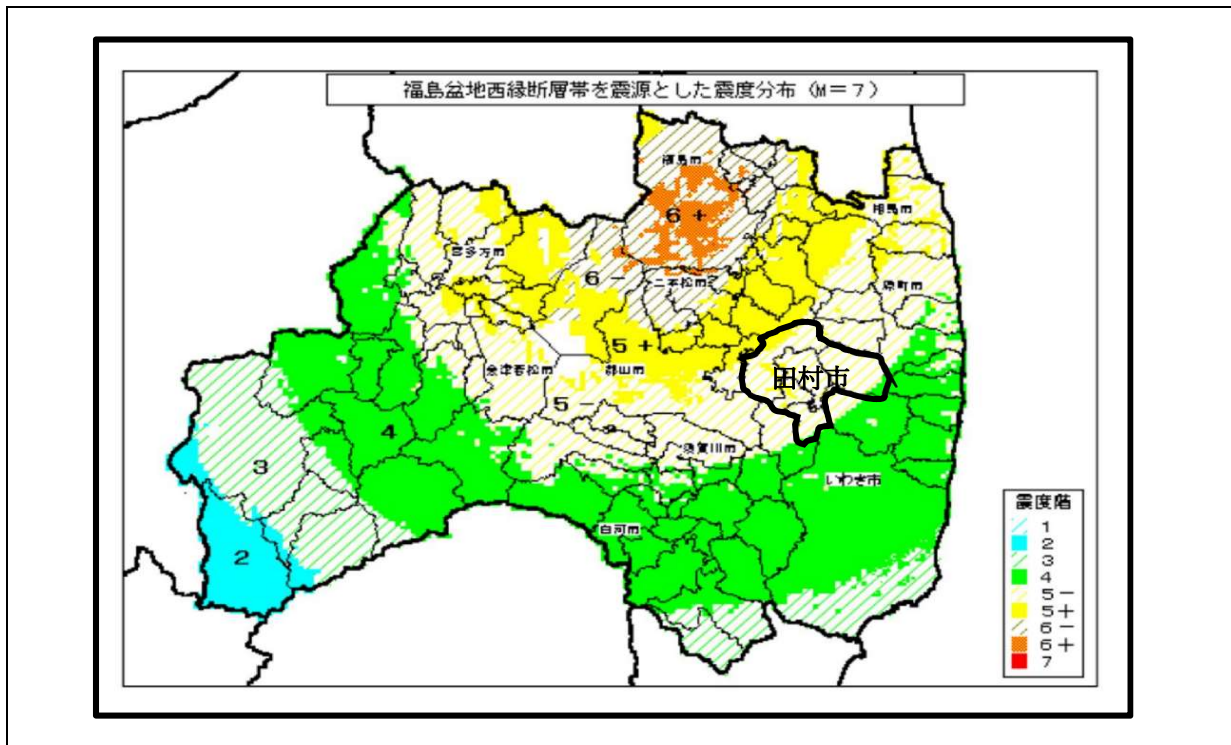 福島盆地西縁断層帯を震源とした震度分布（M＝7）
福島市
6＋
相馬市
喜多方市
6－
二本松市
原町市
5＋
会津若松市
郡山市
田村市
5－
4
須賀川市
3
いわき市
白河市
2
震度階
1
2
3
4
5－
5＋
6－
6＋
7